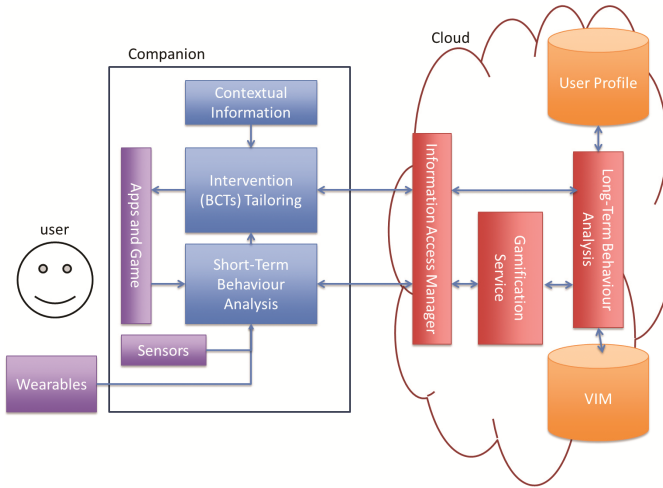 Companion
Cloud
Contextual
Information
User Profile
Apps and Game
Intervention
(BCTs) Tailoring
Information Access Manager
Long-Term Behaviour
Analysis
Gamification
Service
user
Short-Term
Behaviour
Analysis
Sensors
Wearables
VIM